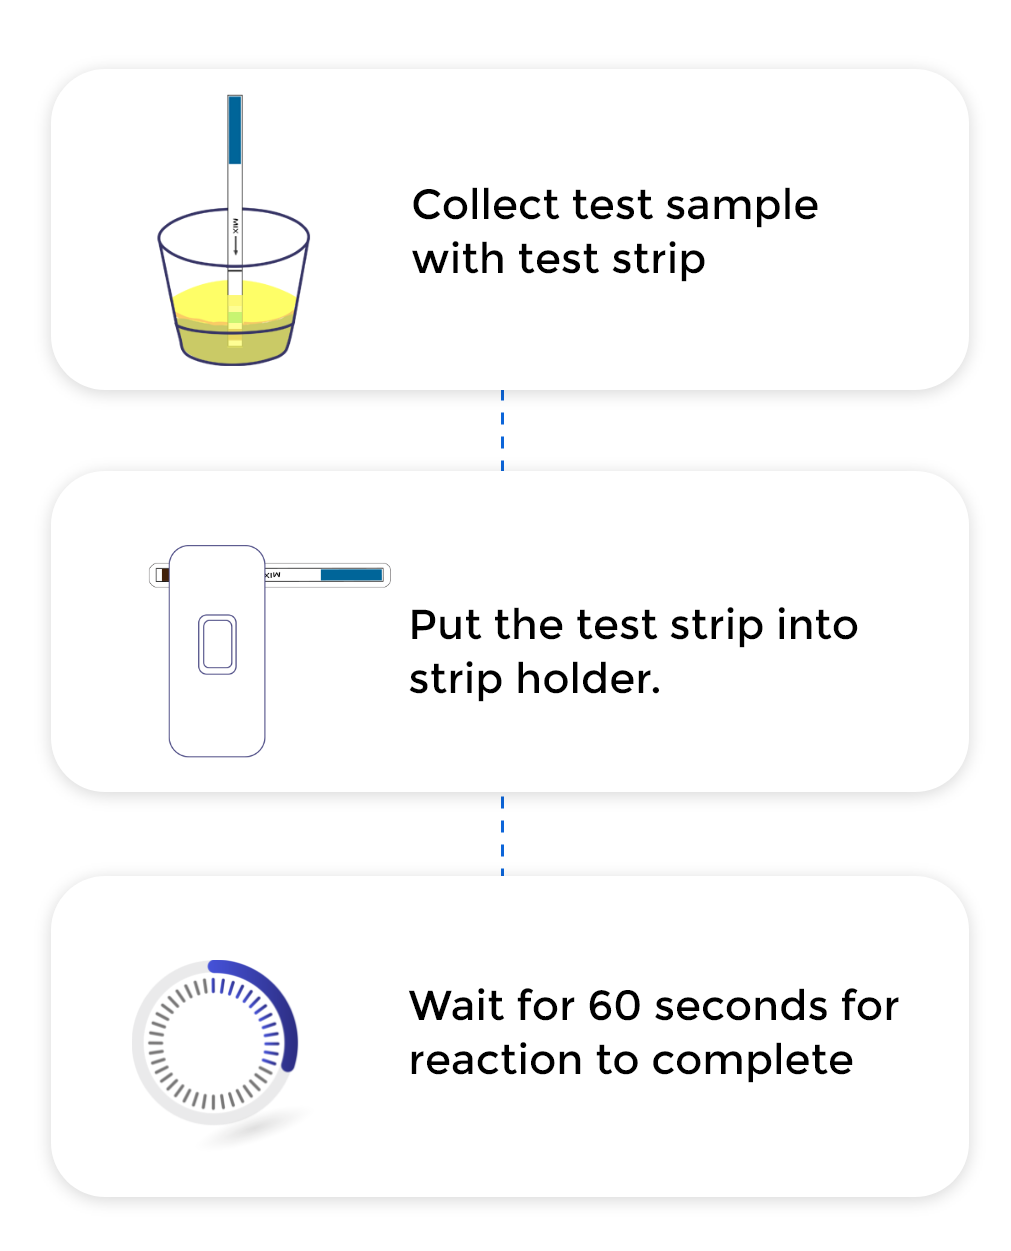 MIX
Collect test sample
with test strip
MIX
Put the test strip into
strip holder.
Wait for 60 seconds for
reaction to complete